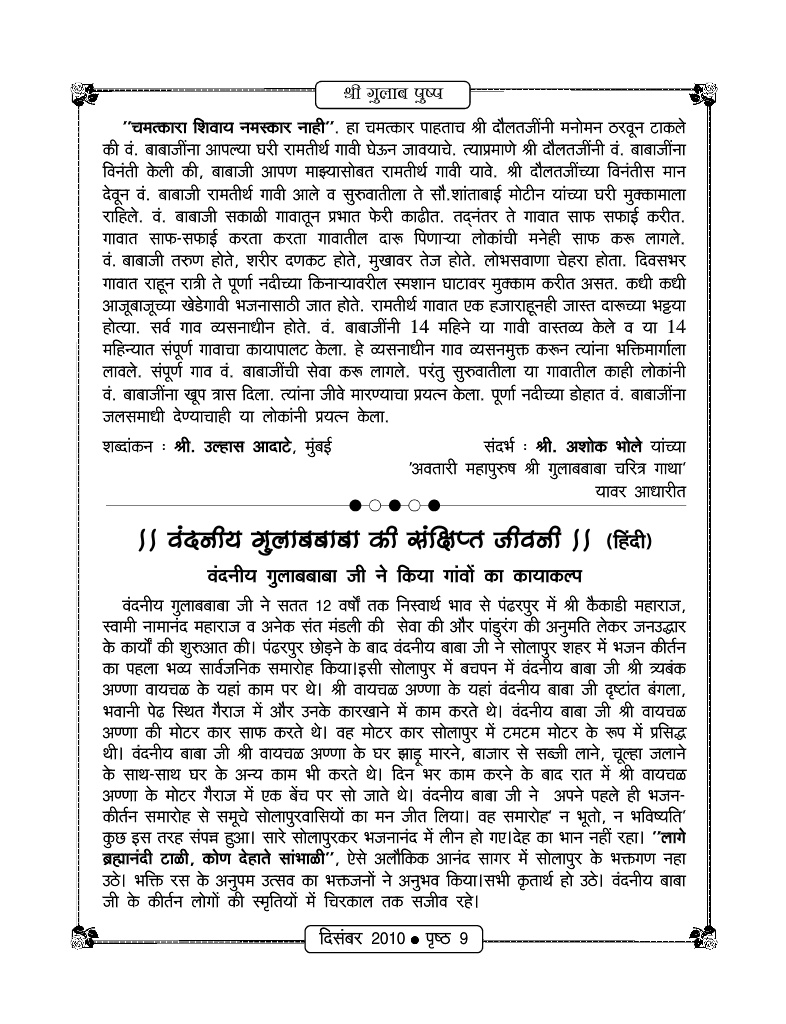 श्री गुलाब पुष्प
"चमत्कारा शिवाय नमस्कार नाही". हा चमत्कार पाहताच श्री दौलतजींनी मनोमन ठरवून टाकले
की वं. बाबाजींना आपल्या घरी रामतीर्थ गावी घेऊन जावयाचे. त्याप्रमाणे श्री दौलतजींनी वं. बाबाजींना
विनंती केली की, बाबाजी आपण माझ्यासोबत रामतीर्थ गावी यावे. श्री दौलतजींच्या विनंतीस मान
देवून वं. बाबाजी रामतीर्थ गावी आले व सुरुवातीला ते सौ.शांताबाई मोटीन यांच्या घरी मुक्कामाला
राहिले. वं. बाबाजी सकाळी गावातून प्रभात फेरी काढीत. तद्नंतर ते गावात साफ सफाई करीत.
गावात साफ-सफाई करता करता गावातील दारू पिणाऱ्या लोकांची मनेही साफ करू लागले.
वं. बाबाजी तरुण होते, शरीर दणकट होते, मुखावर तेज होते. लोभसवाणा चेहरा होता. दिवसभर
गावात राहून रात्री ते पूर्णा नदीच्या किनाऱ्यावरील स्मशान घाटावर मुक्काम करीत असत. कधी कधी
आजूबाजूच्या खेडेगावी भजनासाठी जात होते. रामतीर्थ गावात एक हजाराहूनही जास्त दारूच्या भट्टया
होत्या. सर्व गाव व्यसनाधीन होते. वं. बाबाजींनी 14 महिने या गावी वास्तव्य केले व या 14
महिन्यात संपूर्ण गावाचा कायापालट केला. हे व्यसनाधीन गाव व्यसनमुक्त करून त्यांना भक्तिमार्गाला
लावले. संपूर्ण गाव वं. बाबाजींची सेवा करू लागले. परंतु सुरुवातीला या गावातील काही लोकांनी
वं. बाबाजींना खूप त्रास दिला. त्यांना जीवे मारण्याचा प्रयत्न केला. पूर्णा नदीच्या डोहात वं. बाबाजींना
जलसमाधी देण्याचाही या लोकांनी प्रयत्न केला.
शब्दांकन : श्री. उल्हास आदाटे, मुंबई संदर्भ : श्री. अशोक भोले यांच्या
'अवतारी महापुरुष श्री गुलाबबाबा चरित्र गाथा'
यावर आधारीत
|| वंदनीय गुलाबबाबा की संक्षिप्त जीवनी || (हिंदी)
वंदनीय गुलाबबाबा जी ने किया गांवों का कायाकल्प
वंदनीय गुलाबबाबा जी ने सतत 12 वर्षों तक निस्वार्थ भाव से पंढरपुर में श्री कैकाडी महाराज,
स्वामी नामानंद महाराज व अनेक संत मंडली की सेवा की और पांडुरंग की अनुमति लेकर जनउद्धार
के कार्यों की शुरुआत की। पंढरपुर छोड़ने के बाद वंदनीय बाबा जी ने सोलापुर शहर में भजन कीर्तन
का पहला भव्य सार्वजनिक समारोह किया।इसी सोलापुर में बचपन में वंदनीय बाबा जी श्री त्र्यबंक
अण्णा वायचळ के यहां काम पर थे। श्री वायचळ अण्णा के यहां वंदनीय बाबा जी दृष्टांत बंगला,
भवानी पेढ स्थित गैराज में और उनके कारखाने में काम करते थे। वंदनीय बाबा जी श्री वायचळ
अण्णा की मोटर कार साफ करते थे। वह मोटर कार सोलापुर में टमटम मोटर के रूप में प्रसिद्ध
थी। वंदनीय बाबा जी श्री वायचळ अण्णा के घर झाडू मारने, बाजार से सब्जी लाने, चूल्हा जलाने
के साथ-साथ घर के अन्य काम भी करते थे। दिन भर काम करने के बाद रात में श्री वायचळ
अण्णा के मोटर गैराज में एक बेंच पर सो जाते थे। वंदनीय बाबा जी ने अपने पहले ही भजन-
कीर्तन समारोह से समूचे सोलापुरवासियों का मन जीत लिया। वह समारोह' न भूतो, न भविष्यति'
कुछ इस तरह संपन्न हुआ। सारे सोलापुरकर भजनानंद में लीन हो गए।देह का भान नहीं रहा। "लागे
ब्रह्मानंदी टाळी, कोण देहाते सांभाळी", ऐसे अलौकिक आनंद सागर में सोलापुर के भक्तगण नहा
उठे। भक्ति रस के अनुपम उत्सव का भक्तजनों ने अनुभव किया।सभी कृतार्थ हो उठे। वंदनीय बाबा
जी के कीर्तन लोगों की स्मृतियों में चिरकाल तक सजीव रहे।
दिसंबर 2010 ● पृष्ठ 9